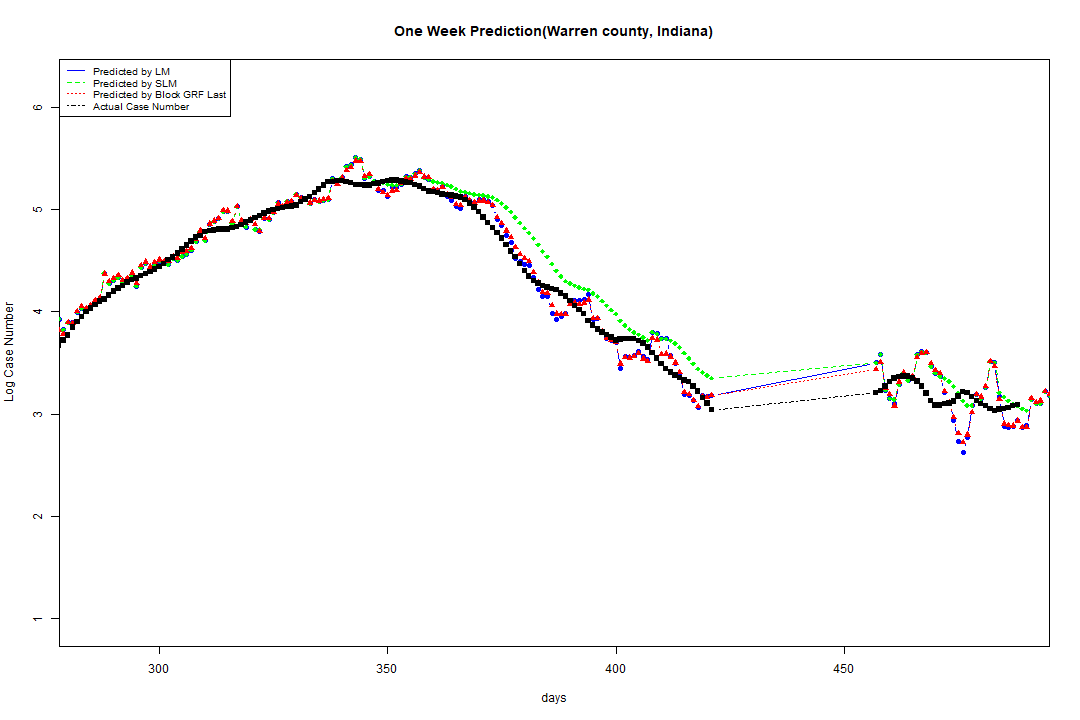 One Week Prediction(Warren county, Indiana)
Predicted by LM
Predicted by SLM
Predicted by Block GRF Last
Actual Case Number
6
5
4
3
2
1
Log Case Number
300 350 400 450
days